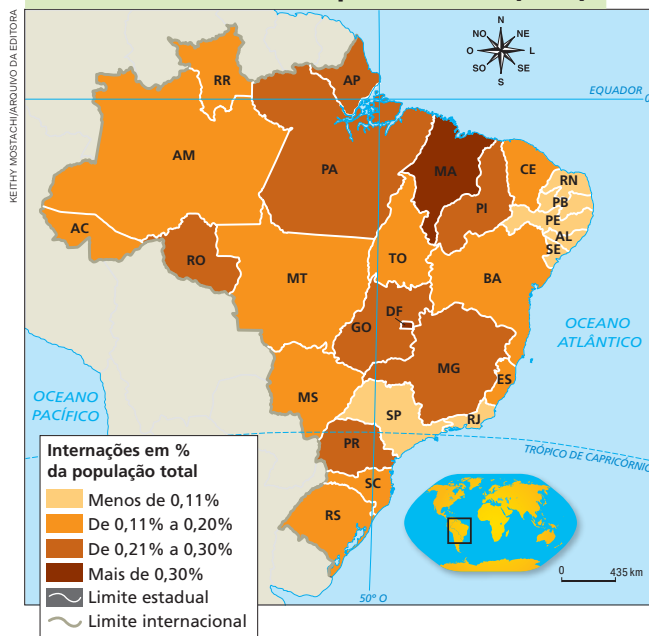 KEITHY MOSTACHI/ARQUIVO DA EDITORA
N
NO NE
O L
SO SE
S
EQUADOR 0
RR
AP
AM
PA
MA
CE
RN
PB
PE
AL
SE
PI
AC
RO
TO
MT
BA
DF
GO
OCEANO
ATLÂNTICO
MG
ES
MS
OCEANO
PACÍFICO
SP
RJ
PR
TRÓPICO DE CAPRICÓRNIO
SC
RS
Internações em %
da população total
Menos de 0,11%
De 0,11% a 0,20%
De 0,21% a 0,30%
Mais de 0,30%
Limite estadual
Limite internacional
50º O
0 435 km